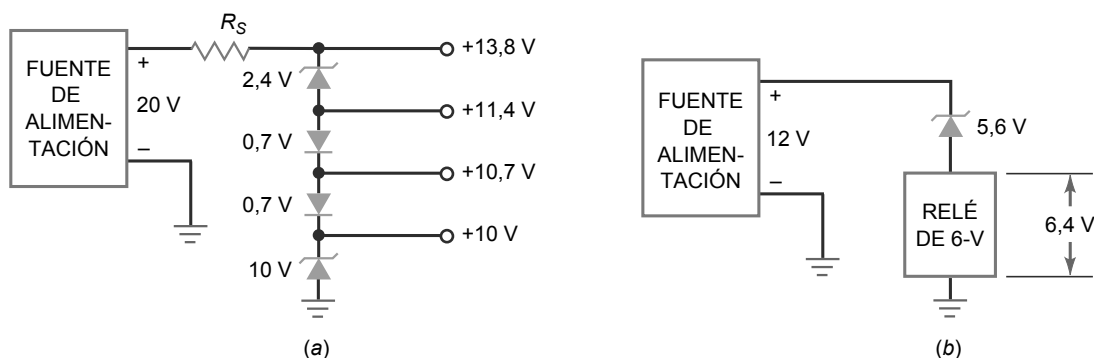 FUENTE
DE
ALIMEN-
TACIÓN
+
20 V
–
R_S
2,4 V
0,7 V
0,7 V
10 V
+13,8 V
+11,4 V
+10,7 V
+10 V
(a)
FUENTE
DE
ALIMEN-
TACIÓN
+
12 V
–
5,6 V
RELÉ
DE 6-V
6,4 V
(b)